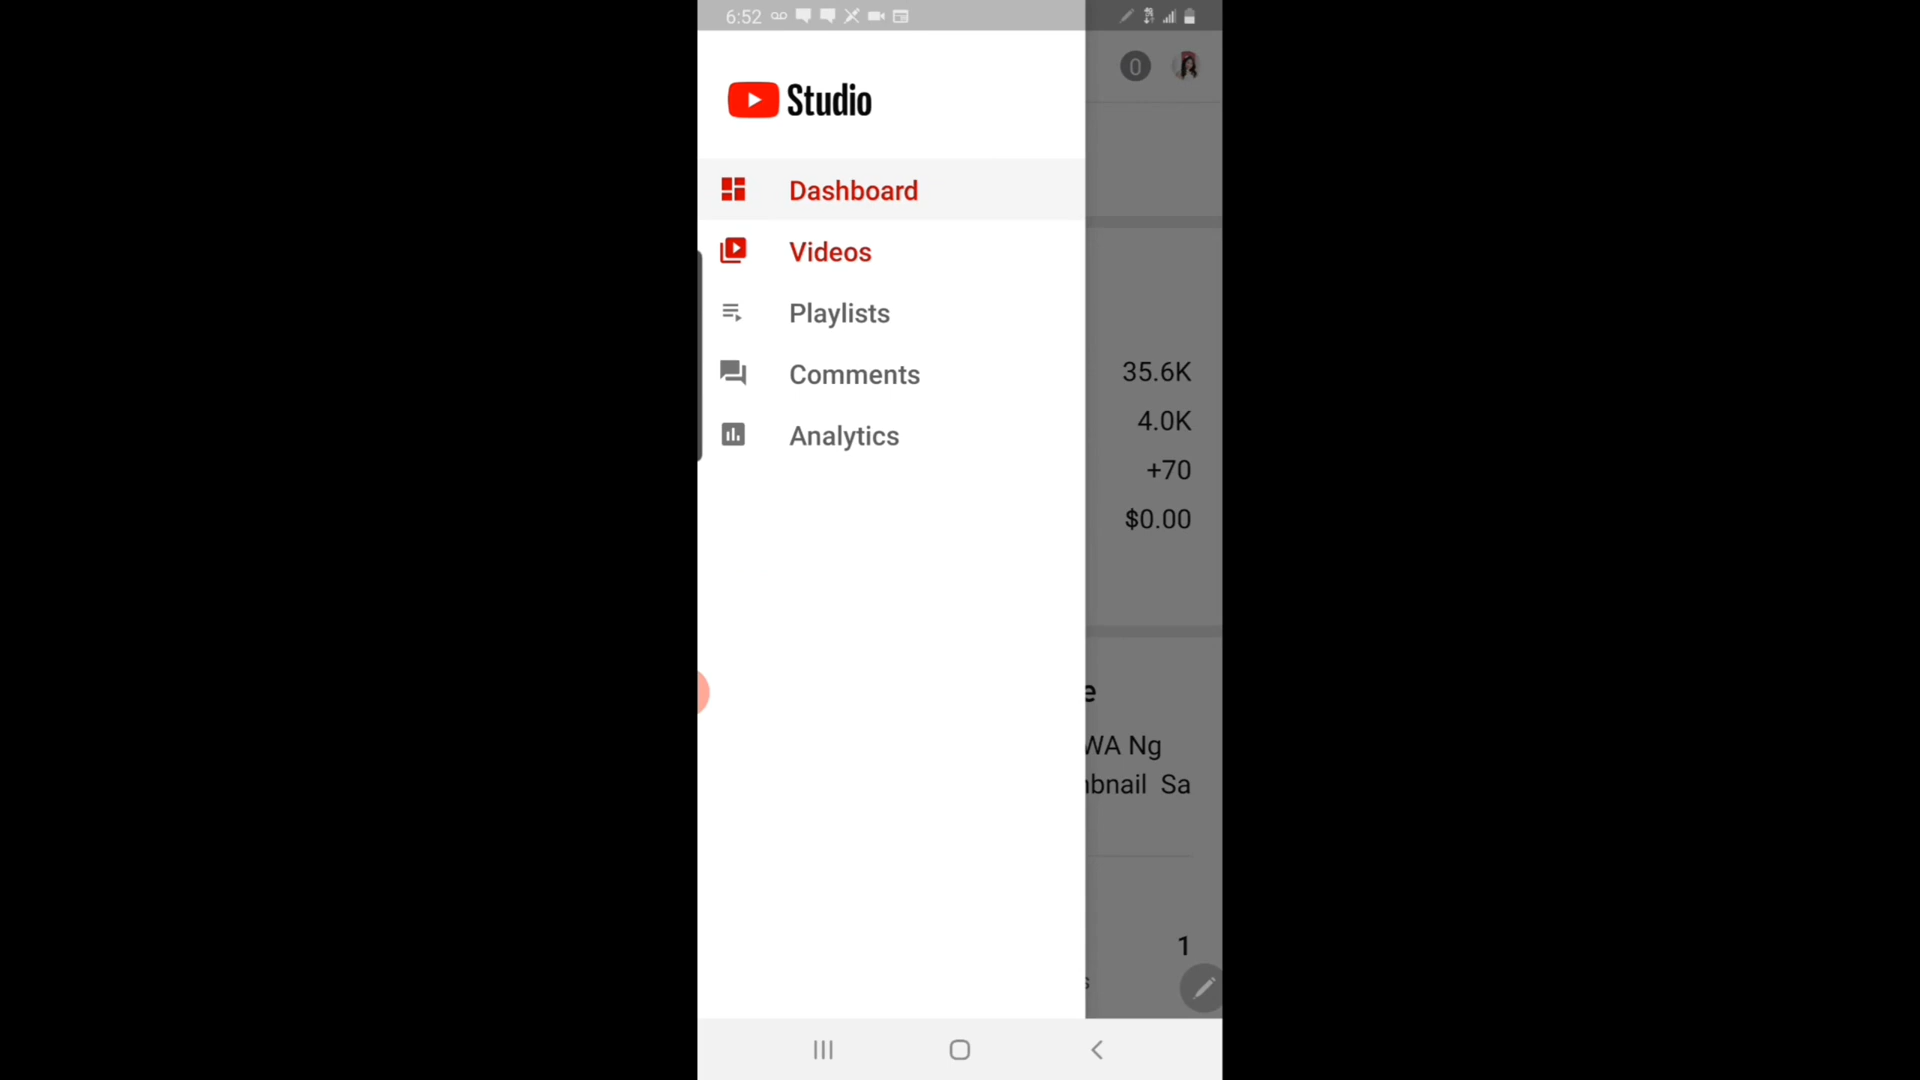 6:52
0
Studio
Dashboard
Videos
Playlists
Comments
Analytics
35.6K
4.0K
+70
$0.00
e
WA Ng
nbnail Sa
1
s